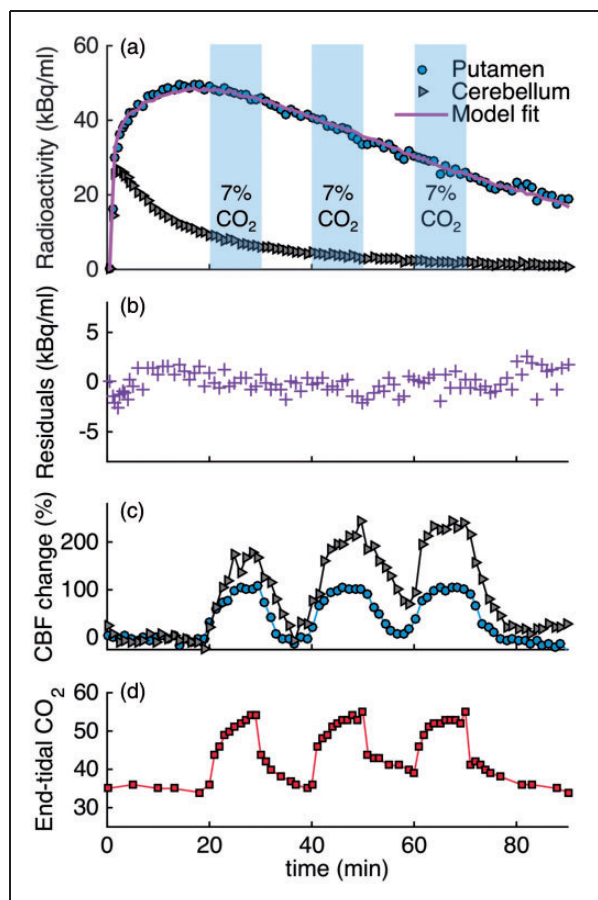 (a)
60
40
20
0
Radioactivity (kBq/ml)
Putamen
Cerebellum
Model fit
7%
CO₂
7%
CO₂
7%
CO₂
(b)
5
0
-5
Residuals (kBq/ml)
(c)
200
100
0
CBF change (%)
(d)
60
50
40
30
End-tidal CO₂
0
20
40
60
80
time (min)